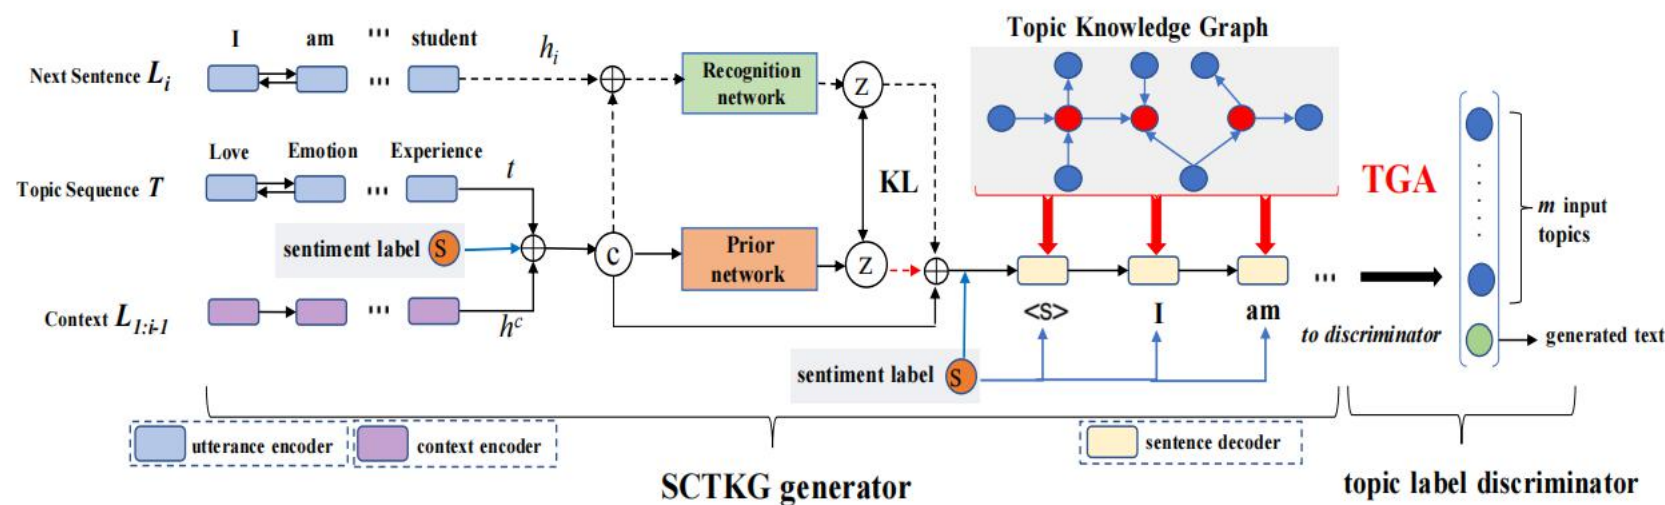 Topic Knowledge Graph
I am ··· student
Next Sentence L_i
h_i
Recognition
network
z
Love Emotion Experience
Topic Sequence T
···
t
KL
TGA
m input
topics
sentiment label S
c
Prior
network
z
···
Context L_{1:i-1}
···
h^c
<S> I am
to discriminator
generated text
sentiment label S
utterance encoder
context encoder
sentence decoder
SCTKG generator
topic label discriminator